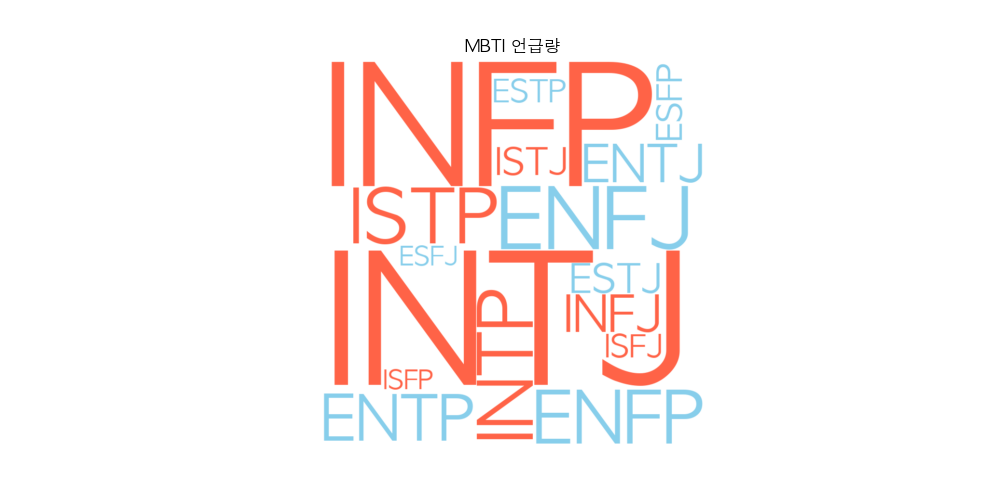 MBTI 언급량
INFP
ESTP
ESFP
ISTJ
ENTJ
ISTP
ENFJ
ESFJ
INTJ
ESTJ
INFJ
ISFJ
INTP
ISFP
ENTP
ENFP